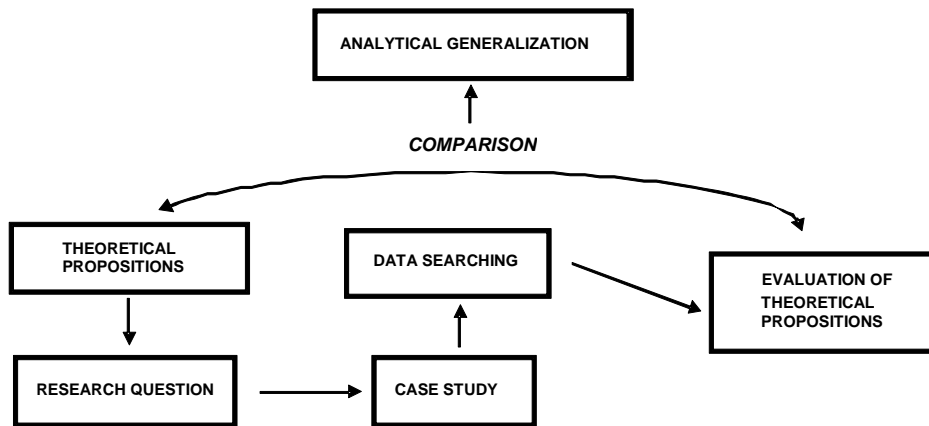 ANALYTICAL GENERALIZATION
COMPARISON
THEORETICAL
PROPOSITIONS
DATA SEARCHING
EVALUATION OF
THEORETICAL
PROPOSITIONS
RESEARCH QUESTION
CASE STUDY